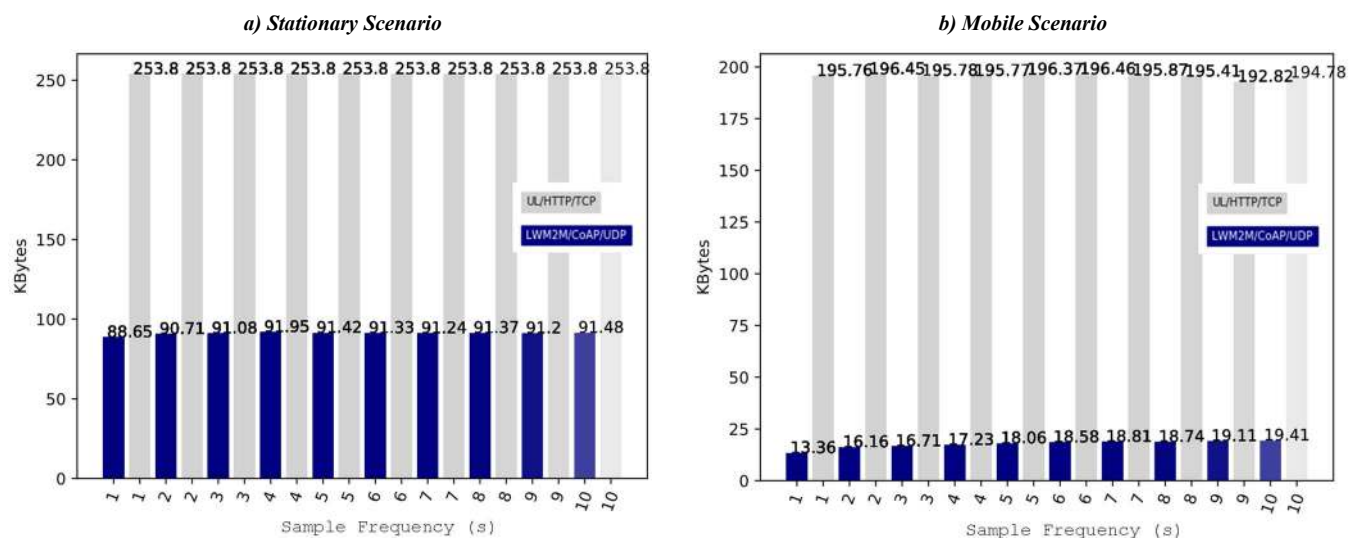 a) Stationary Scenario
253.8 253.8 253.8 253.8 253.8 253.8 253.8 253.8 253.8 253.8
250
200
150
100
50
0
KBytes
UL/HTTP/TCP
LWM2M/CoAP/UDP
88.65 90.71 91.08 91.95 91.42 91.33 91.24 91.37 91.2 91.48
1 1 2 2 3 3 4 4 5 5 6 6 7 7 8 8 9 9 10 10
Sample Frequency (s)
b) Mobile Scenario
195.76 196.45 195.78 195.77 196.37 196.46 195.87 195.41 192.82 194.78
200
175
150
125
100
75
50
25
0
KBytes
UL/HTTP/TCP
LWM2M/CoAP/UDP
13.36 16.16 16.71 17.23 18.06 18.58 18.81 18.74 19.11 19.41
1 1 2 2 3 3 4 4 5 5 6 6 7 7 8 8 9 9 10 10
Sample Frequency (s)